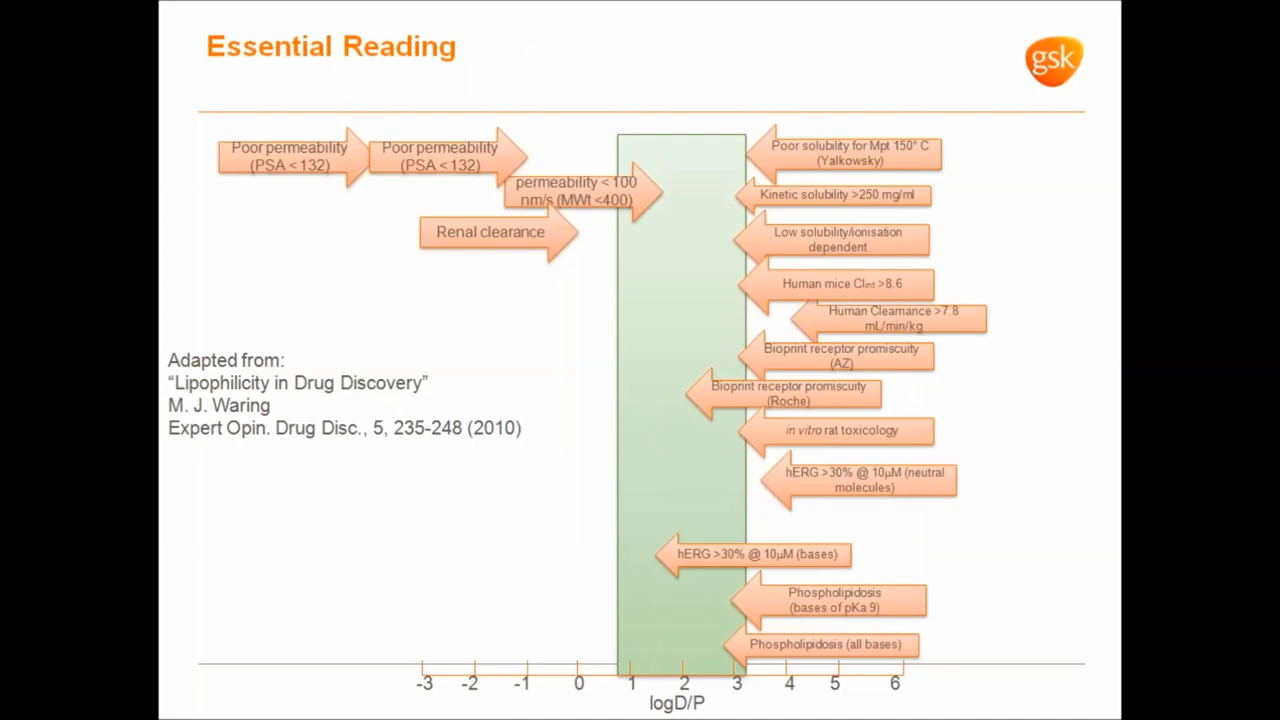 Essential Reading
gsk
Poor permeability
(PSA < 132)
Poor permeability
(PSA < 132)
permeability < 100
nm/s (MWt <400)
Renal clearance
Poor solubility for Mpt 150° C
(Yalkowsky)
Kinetic solubility >250 mg/ml
Low solubility/ionisation
dependent
Human mice Clint >8.6
Human Clearnance >7.8
mL/min/kg
Bioprint receptor promiscuity
(AZ)
Bioprint receptor promiscuity
(Roche)
in vitro rat toxicology
hERG >30% @ 10µM (neutral
molecules)
hERG >30% @ 10µM (bases)
Phospholipidosis
(bases of pKa 9)
Phospholipidosis (all bases)
Adapted from:
“Lipophilicity in Drug Discovery”
M. J. Waring
Expert Opin. Drug Disc., 5, 235-248 (2010)
-3 -2 -1 0 1 2 3 4 5 6
logD/P